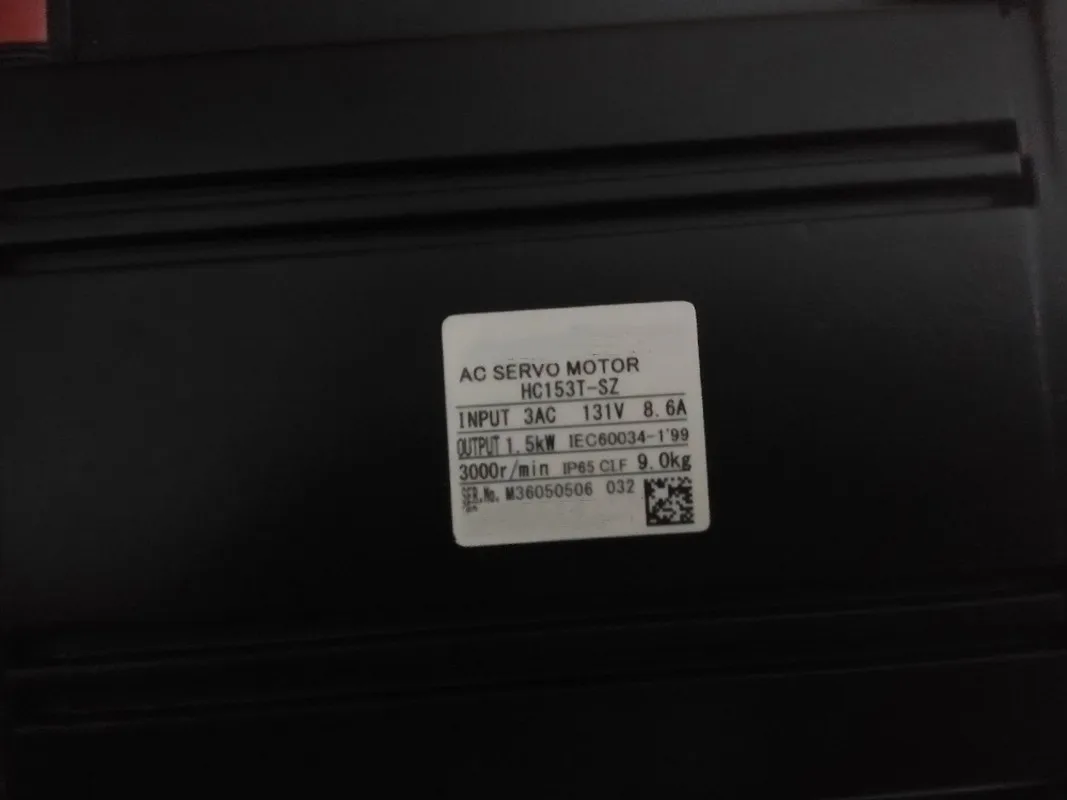 AC SERVO MOTOR
HC153T-SZ
INPUT 3AC 131V 8.6A
OUTPUT 1.5kW IEC60034-1'99
3000r/min IP65 CLF 9.0kg
SER.No. M36050506 032